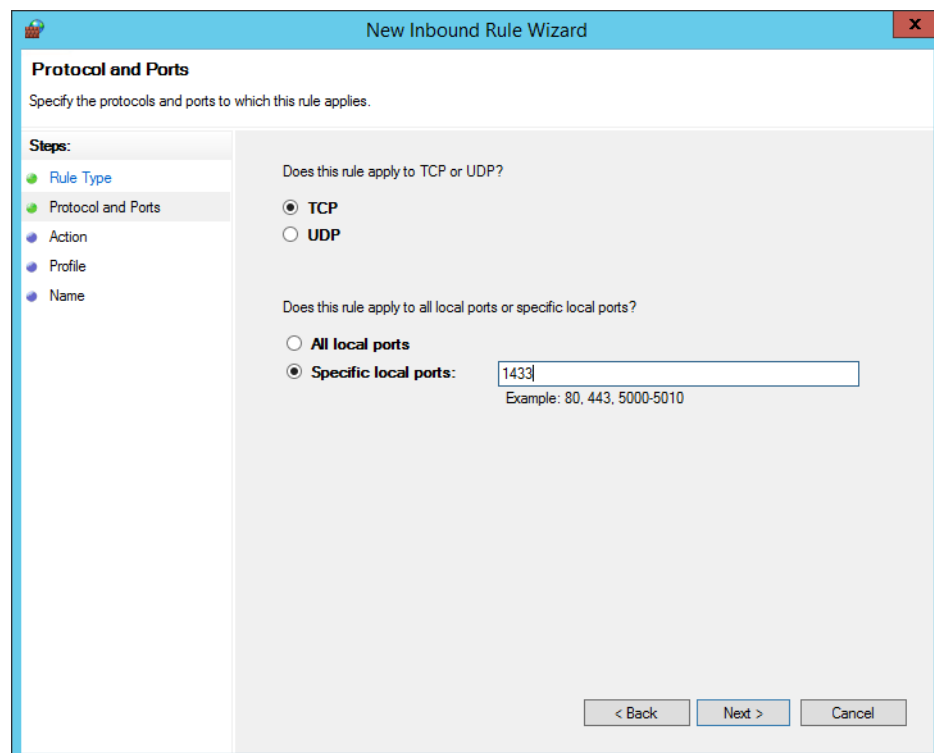 New Inbound Rule Wizard
x
Protocol and Ports
Specify the protocols and ports to which this rule applies.
Steps:
Rule Type
Protocol and Ports
Action
Profile
Name
Does this rule apply to TCP or UDP?
TCP
UDP
Does this rule apply to all local ports or specific local ports?
All local ports
Specific local ports: 1433
Example: 80, 443, 5000-5010
< Back Next > Cancel